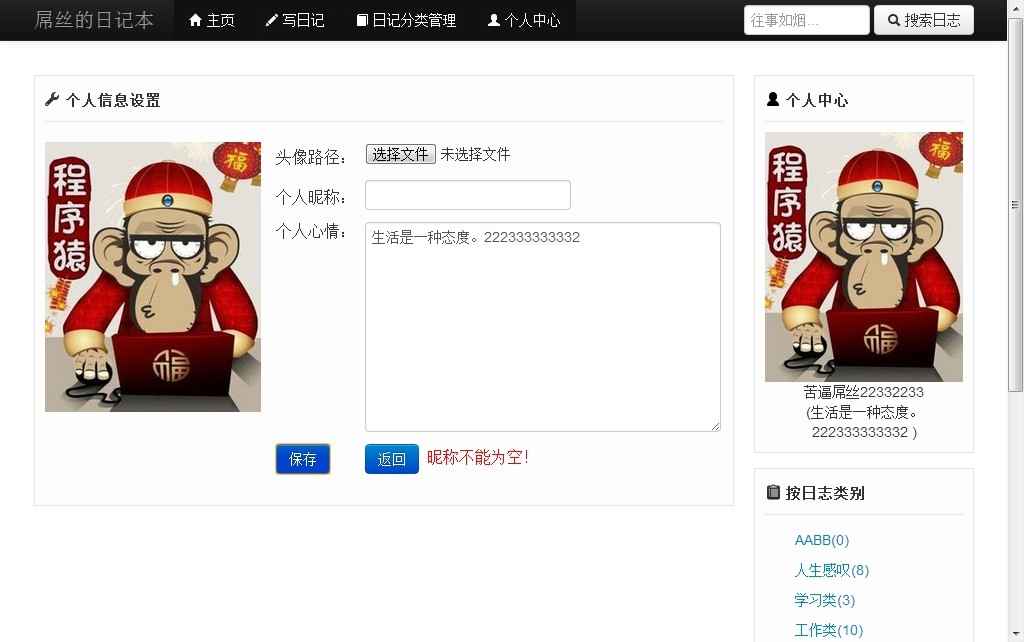 屌丝的日记本 主页 写日记 日记分类管理 个人中心 往事如烟... 搜索日志
个人信息设置
程序猿
福
福
头像路径： 选择文件 未选择文件
个人昵称：
个人心情： 生活是一种态度。222333333332
保存 返回 昵称不能为空！
个人中心
程序猿
福
福
苦逼屌丝22332233
(生活是一种态度。
222333333332 )
按日志类别
AABB(0)
人生感叹(8)
学习类(3)
工作类(10)